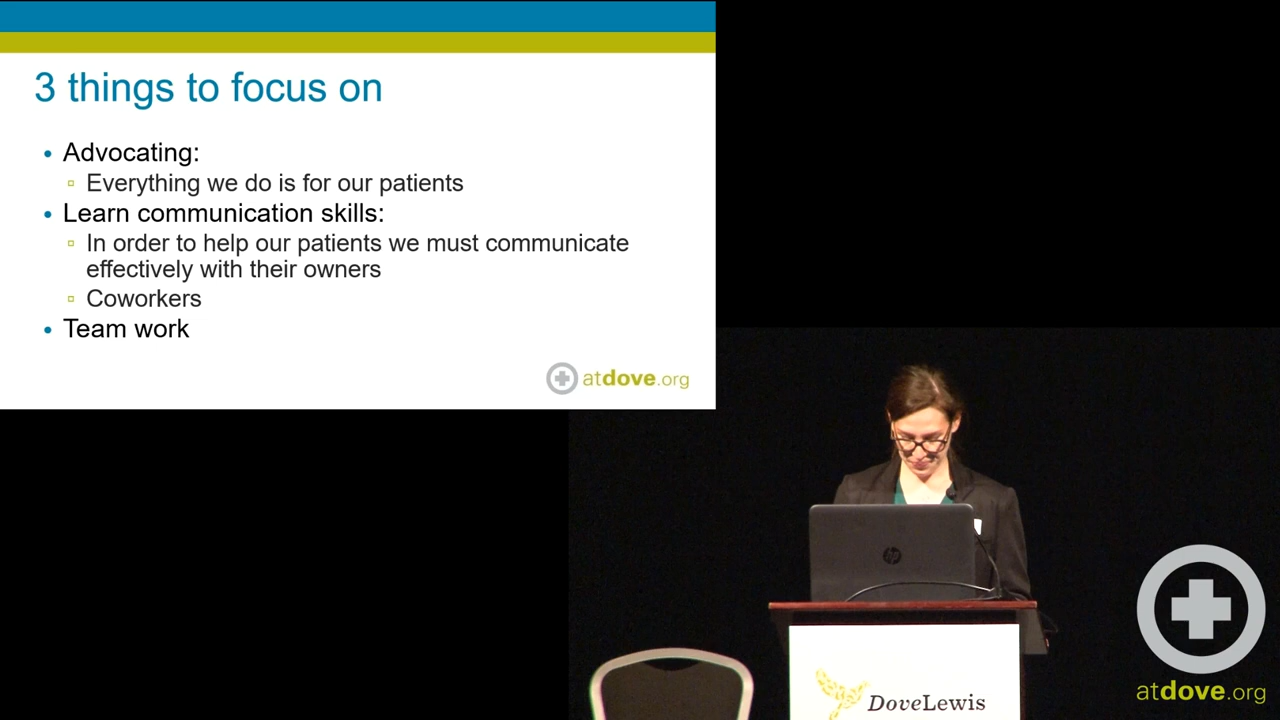 3 things to focus on
• Advocating:
▫ Everything we do is for our patients
• Learn communication skills:
▫ In order to help our patients we must communicate
effectively with their owners
▫ Coworkers
• Team work
atdove.org
hp
DoveLewis
atdove.org